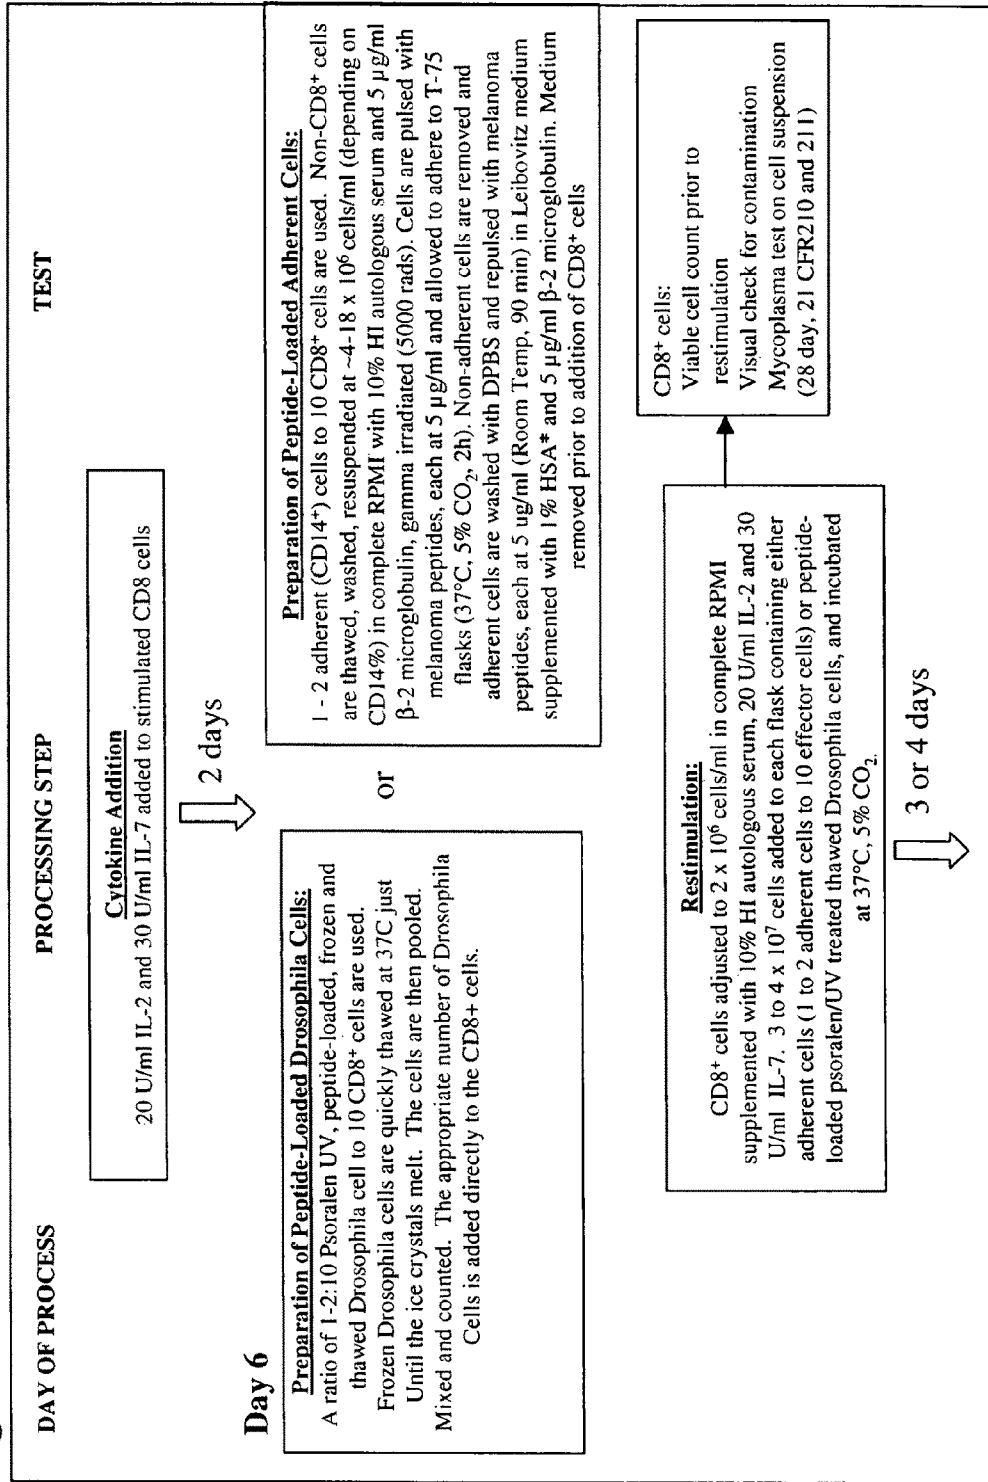 DAY OF PROCESS
PROCESSING STEP
TEST
Cytokine Addition
20 U/ml IL-2 and 30 U/ml IL-7 added to stimulated CD8 cells
2 days
Day 6
Preparation of Peptide-Loaded Drosophila Cells:
A ratio of 1-2:10 Psoralen UV, peptide-loaded, frozen and
thawed Drosophila cell to 10 CD8⁺ cells are used.
Frozen Drosophila cells are quickly thawed at 37C just
Until the ice crystals melt. The cells are then pooled.
Mixed and counted. The appropriate number of Drosophila
Cells is added directly to the CD8+ cells.
or
Preparation of Peptide-Loaded Adherent Cells:
1 - 2 adherent (CD14⁺) cells to 10 CD8⁺ cells are used. Non-CD8⁺ cells
are thawed, washed, resuspended at ~4-18 x 10⁶ cells/ml (depending on
CD14%) in complete RPMI with 10% HI autologous serum and 5 µg/ml
β-2 microglobulin, gamma irradiated (5000 rads). Cells are pulsed with
melanoma peptides, each at 5 µg/ml and allowed to adhere to T-75
flasks (37°C, 5% CO₂, 2h). Non-adherent cells are removed and
adherent cells are washed with DPBS and repulsed with melanoma
peptides, each at 5 ug/ml (Room Temp, 90 min) in Leibovitz medium
supplemented with 1% HSA* and 5 µg/ml β-2 microglobulin. Medium
removed prior to addition of CD8⁺ cells
Restimulation:
CD8⁺ cells adjusted to 2 x 10⁶ cells/ml in complete RPMI
supplemented with 10% HI autologous serum, 20 U/ml IL-2 and 30
U/ml IL-7. 3 to 4 x 10⁷ cells added to each flask containing either
adherent cells (1 to 2 adherent cells to 10 effector cells) or peptide-
loaded psoralen/UV treated thawed Drosophila cells, and incubated
at 37°C, 5% CO₂.
CD8⁺ cells:
Viable cell count prior to
restimulation
Visual check for contamination
Mycoplasma test on cell suspension
(28 day, 21 CFR210 and 211)
3 or 4 days